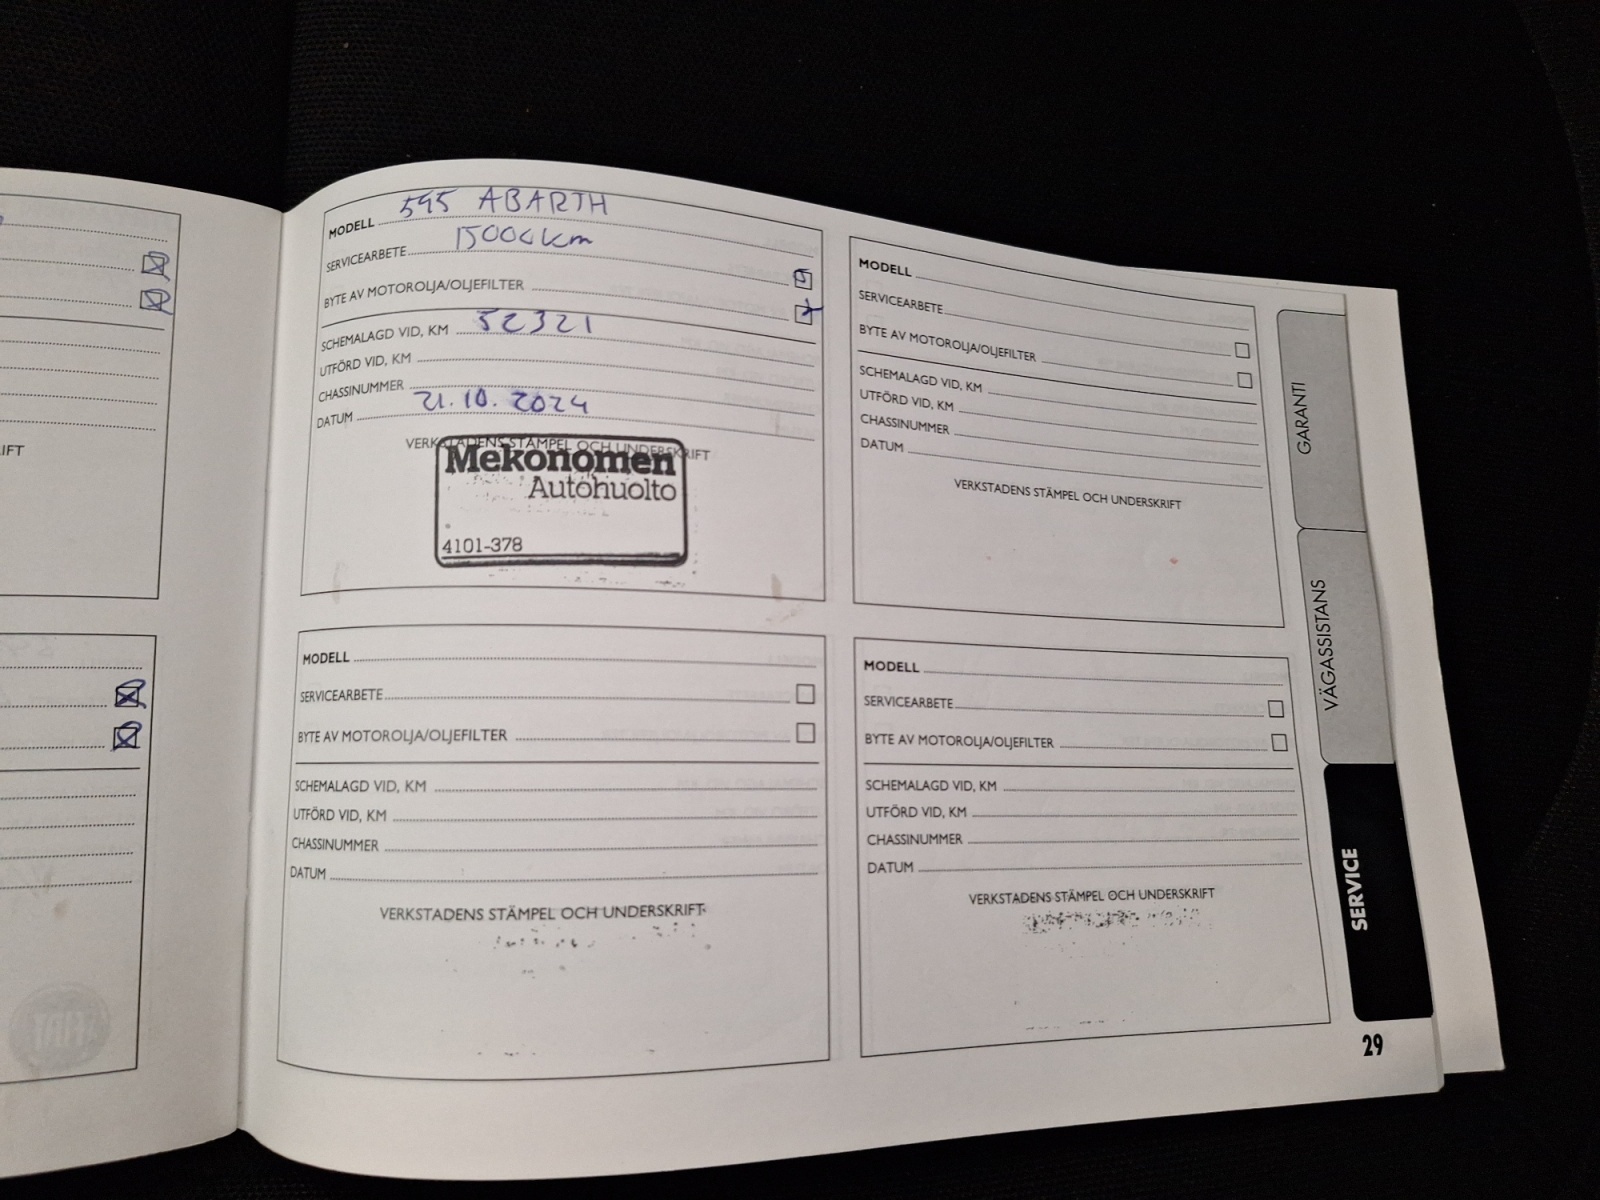 IFT
MODELL 595 ABARTH
SERVICEARBETE 15000km
BYTE AV MOTOROLJA/OLJEFILTER
SCHEMALAGD VID, KM 52321
UTFÖRD VID, KM
CHASSINUMMER
DATUM 21.10.2024
VERKSTADENS STÄMPEL OCH UNDERSKRIFT
Mekonomen
Autohuolto
4101-378
MODELL
SERVICEARBETE
BYTE AV MOTOROLJA/OLJEFILTER
SCHEMALAGD VID, KM
UTFÖRD VID, KM
CHASSINUMMER
DATUM
VERKSTADENS STÄMPEL OCH UNDERSKRIFT
MODELL
SERVICEARBETE
BYTE AV MOTOROLJA/OLJEFILTER
SCHEMALAGD VID, KM
UTFÖRD VID, KM
CHASSINUMMER
DATUM
VERKSTADENS STÄMPEL OCH UNDERSKRIFT
MODELL
SERVICEARBETE
BYTE AV MOTOROLJA/OLJEFILTER
SCHEMALAGD VID, KM
UTFÖRD VID, KM
CHASSINUMMER
DATUM
VERKSTADENS STÄMPEL OCH UNDERSKRIFT
GARANTI
VÄGASSISTANS
SERVICE
29